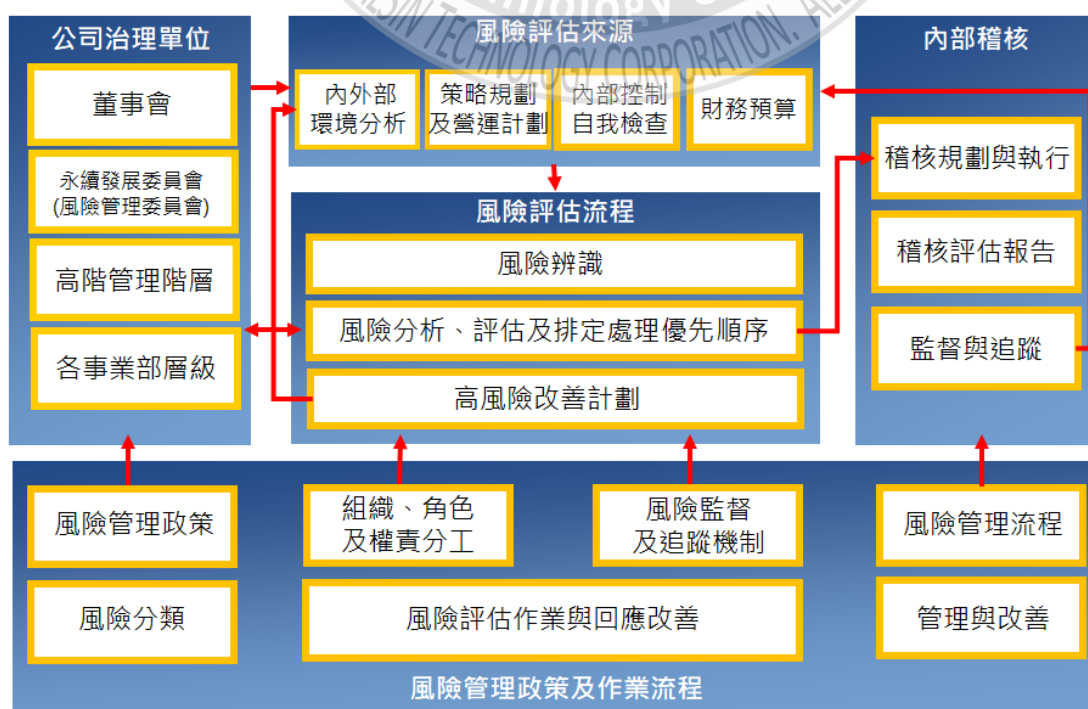 Technology Co
ESIN TECHNOLOGY CORPORATION. ALL
公司治理單位
董事會
永續發展委員會
(風險管理委員會)
高階管理階層
各事業部層級
風險評估來源
內外部
環境分析
策略規劃
及營運計劃
內部控制
自我檢查
財務預算
風險評估流程
風險辨識
風險分析、評估及排定處理優先順序
高風險改善計劃
內部稽核
稽核規劃與執行
稽核評估報告
監督與追蹤
風險管理政策
組織、角色
及權責分工
風險監督
及追蹤機制
風險管理流程
風險分類
風險評估作業與回應改善
管理與改善
風險管理政策及作業流程